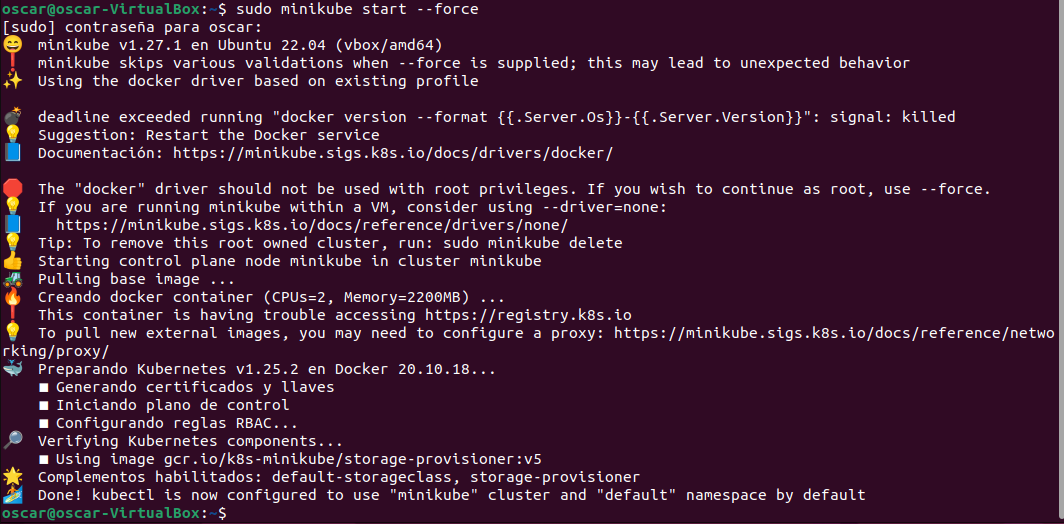 oscar@oscar-VirtualBox:~$ sudo minikube start --force
[sudo] contraseña para oscar:
😄 minikube v1.27.1 en Ubuntu 22.04 (vbox/amd64)
❗ minikube skips various validations when --force is supplied; this may lead to unexpected behavior
✨ Using the docker driver based on existing profile
💣 deadline exceeded running "docker version --format {{.Server.Os}}-{{.Server.Version}}": signal: killed
💡 Suggestion: Restart the Docker service
📘 Documentación: https://minikube.sigs.k8s.io/docs/drivers/docker/
🛑 The "docker" driver should not be used with root privileges. If you wish to continue as root, use --force.
💡 If you are running minikube within a VM, consider using --driver=none:
📘 https://minikube.sigs.k8s.io/docs/reference/drivers/none/
💡 Tip: To remove this root owned cluster, run: sudo minikube delete
👍 Starting control plane node minikube in cluster minikube
🚜 Pulling base image ...
🔥 Creando docker container (CPUs=2, Memory=2200MB) ...
❗ This container is having trouble accessing https://registry.k8s.io
💡 To pull new external images, you may need to configure a proxy: https://minikube.sigs.k8s.io/docs/reference/netwo
rking/proxy/
🐳 Preparando Kubernetes v1.25.2 en Docker 20.10.18...
■ Generando certificados y llaves
■ Iniciando plano de control
■ Configurando reglas RBAC...
🔎 Verifying Kubernetes components...
■ Using image gcr.io/k8s-minikube/storage-provisioner:v5
🌟 Complementos habilitados: default-storageclass, storage-provisioner
🏄 Done! kubectl is now configured to use "minikube" cluster and "default" namespace by default
oscar@oscar-VirtualBox:~$